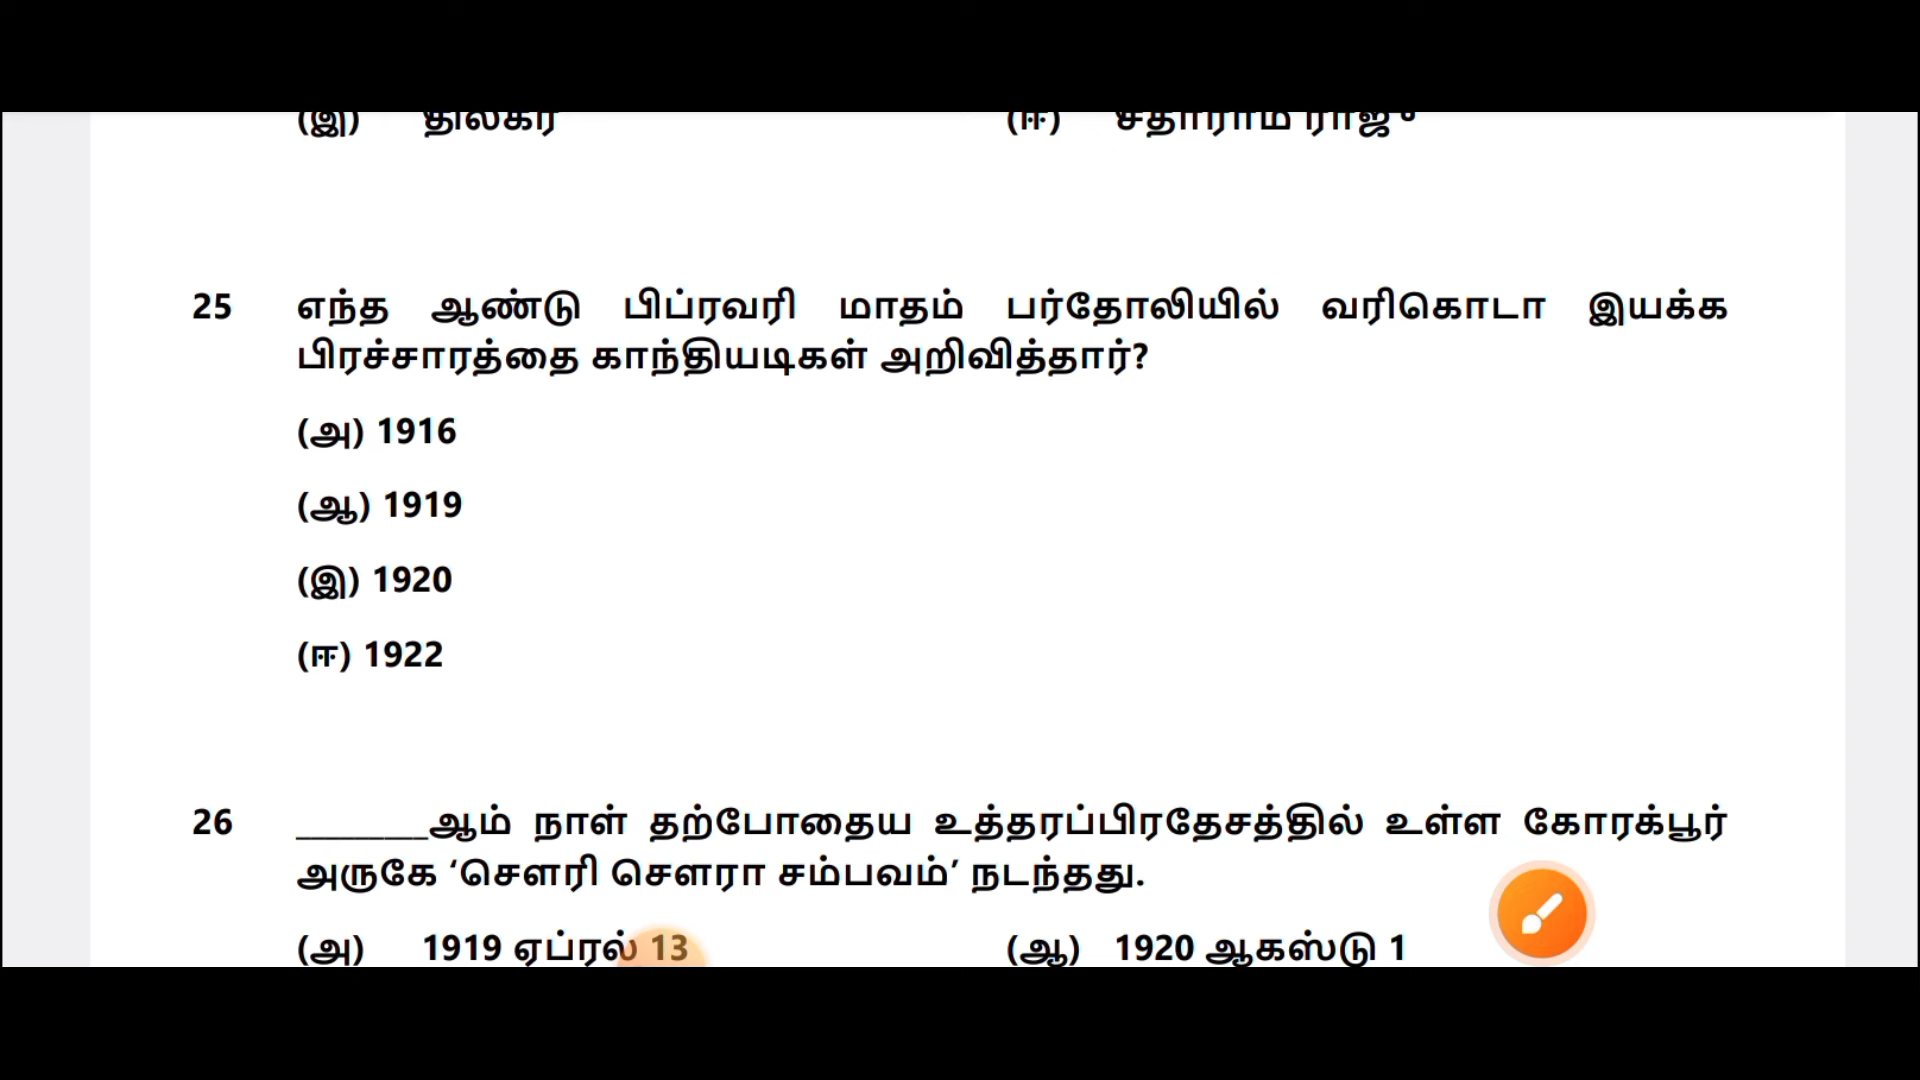 (இ) திலகர் (ஈ) சீதாராம் ராஜு
25 எந்த ஆண்டு பிப்ரவரி மாதம் பர்தோலியில் வரிகொடா இயக்க
பிரச்சாரத்தை காந்தியடிகள் அறிவித்தார்?
(அ) 1916
(ஆ) 1919
(இ) 1920
(ஈ) 1922
26 ________ஆம் நாள் தற்போதைய உத்தரப்பிரதேசத்தில் உள்ள கோரக்பூர்
அருகே ‘சௌரி சௌரா சம்பவம்’ நடந்தது.
(அ) 1919 ஏப்ரல் 13 (ஆ) 1920 ஆகஸ்டு 1